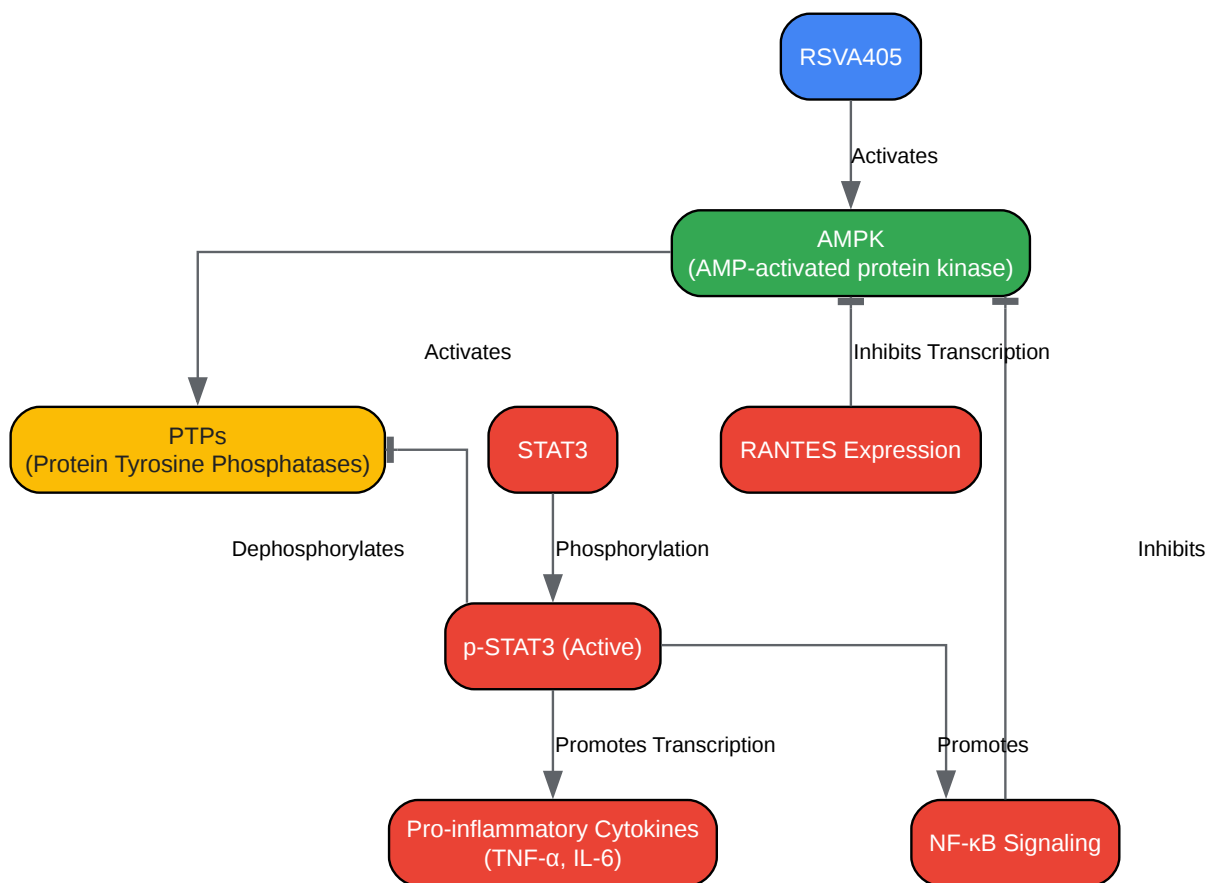 RSVA405
Activates
AMPK
(AMP-activated protein kinase)
Activates
Inhibits Transcription
PTPs
(Protein Tyrosine Phosphatases)
STAT3
RANTES Expression
Dephosphorylates
Phosphorylation
Inhibits
p-STAT3 (Active)
Promotes Transcription
Promotes
Pro-inflammatory Cytokines
(TNF-α, IL-6)
NF-κB Signaling